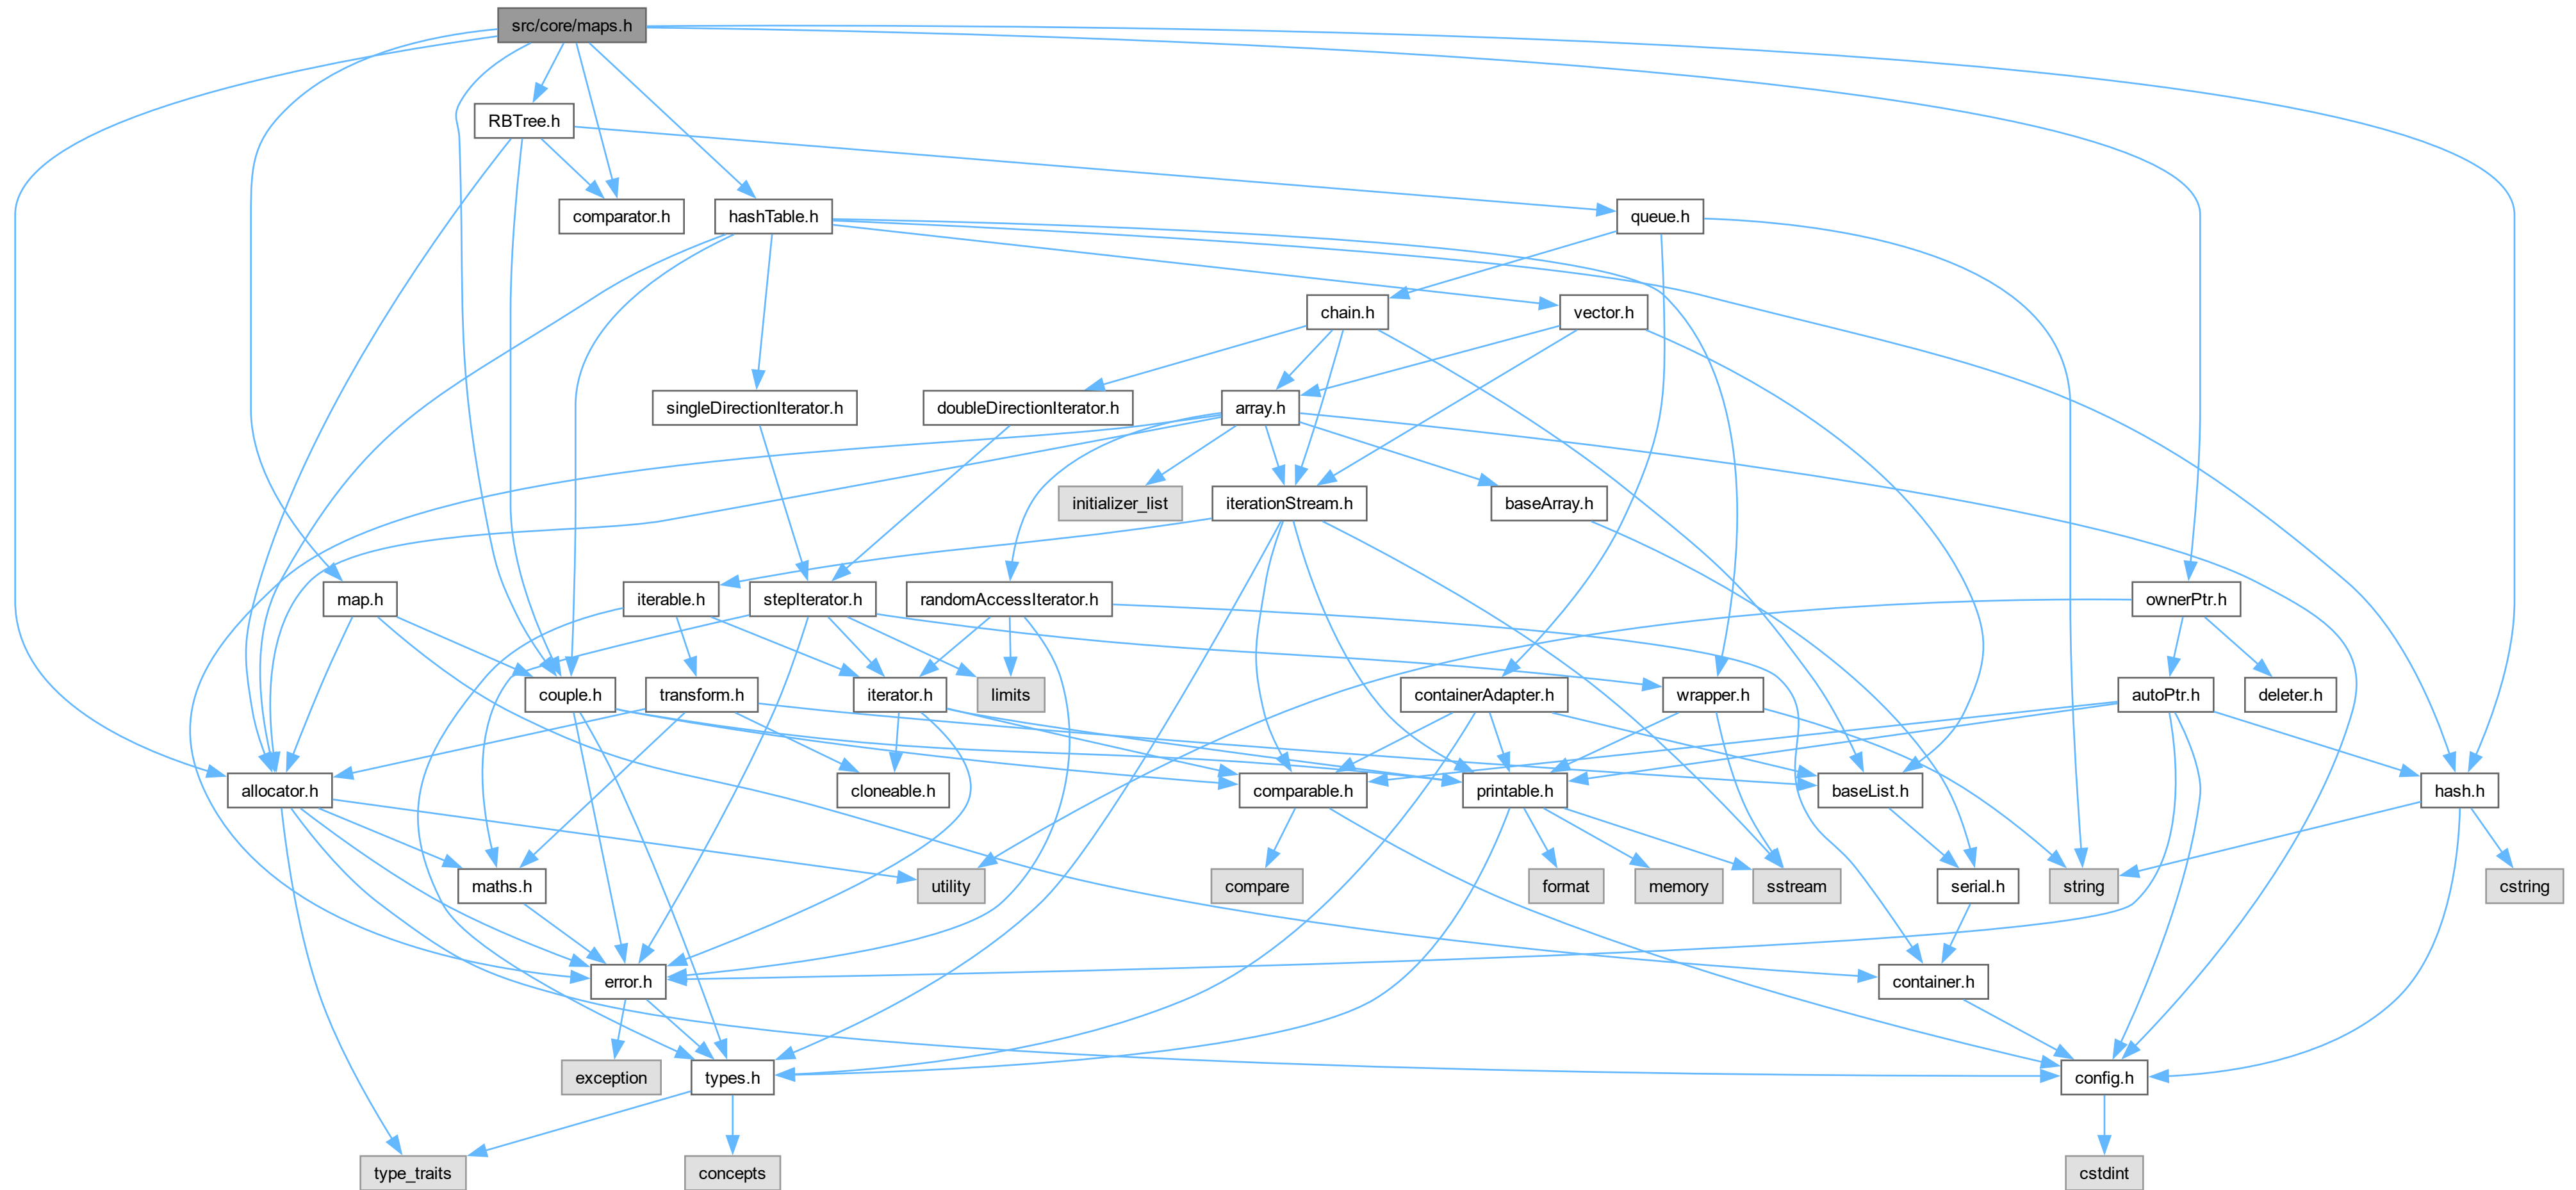 src/core/maps.h
RBTree.h
comparator.h
hashTable.h
queue.h
chain.h
vector.h
singleDirectionIterator.h
doubleDirectionIterator.h
array.h
initializer_list
iterationStream.h
baseArray.h
map.h
iterable.h
stepIterator.h
randomAccessIterator.h
ownerPtr.h
couple.h
transform.h
iterator.h
limits
containerAdapter.h
wrapper.h
autoPtr.h
deleter.h
allocator.h
cloneable.h
comparable.h
printable.h
baseList.h
hash.h
maths.h
utility
compare
format
memory
sstream
serial.h
string
cstring
error.h
container.h
exception
types.h
config.h
type_traits
concepts
cstdint